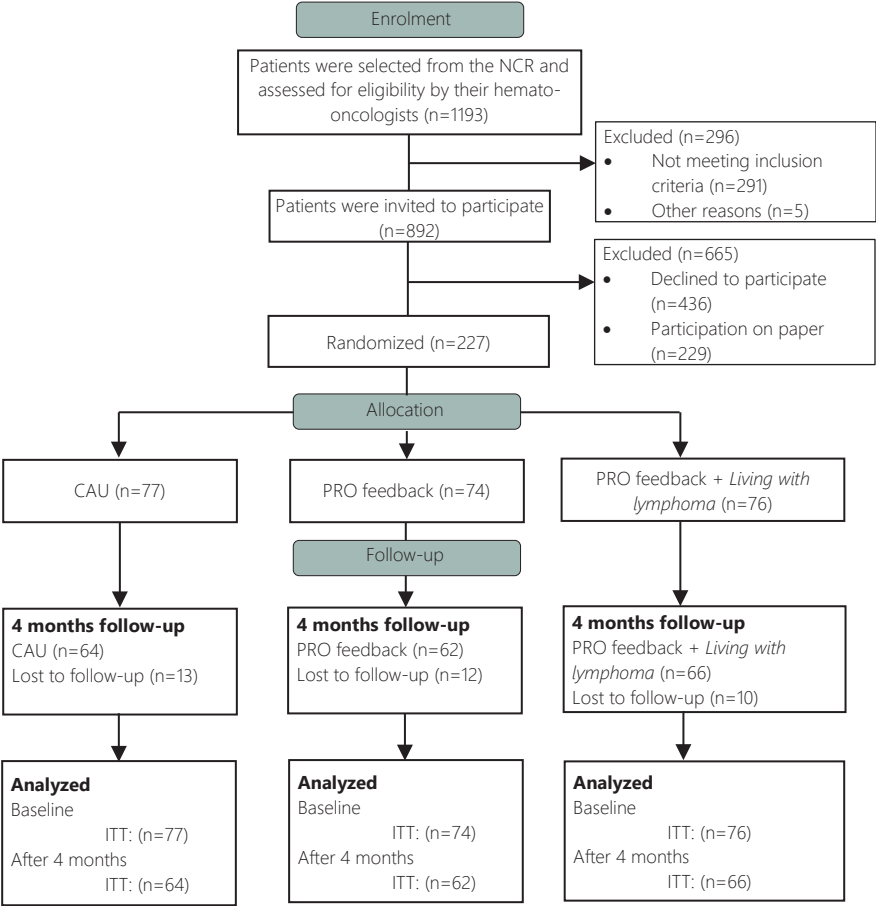 Enrolment
Patients were selected from the NCR and
assessed for eligibility by their hemato-
oncologists (n=1193)
Excluded (n=296)
• Not meeting inclusion
criteria (n=291)
• Other reasons (n=5)
Patients were invited to participate
(n=892)
Excluded (n=665)
• Declined to participate
(n=436)
• Participation on paper
(n=229)
Randomized (n=227)
Allocation
CAU (n=77)
PRO feedback (n=74)
PRO feedback + Living with
lymphoma (n=76)
Follow-up
4 months follow-up
CAU (n=64)
Lost to follow-up (n=13)
4 months follow-up
PRO feedback (n=62)
Lost to follow-up (n=12)
4 months follow-up
PRO feedback + Living with
lymphoma (n=66)
Lost to follow-up (n=10)
Analyzed
Baseline
ITT: (n=77)
After 4 months
ITT: (n=64)
Analyzed
Baseline
ITT: (n=74)
After 4 months
ITT: (n=62)
Analyzed
Baseline
ITT: (n=76)
After 4 months
ITT: (n=66)